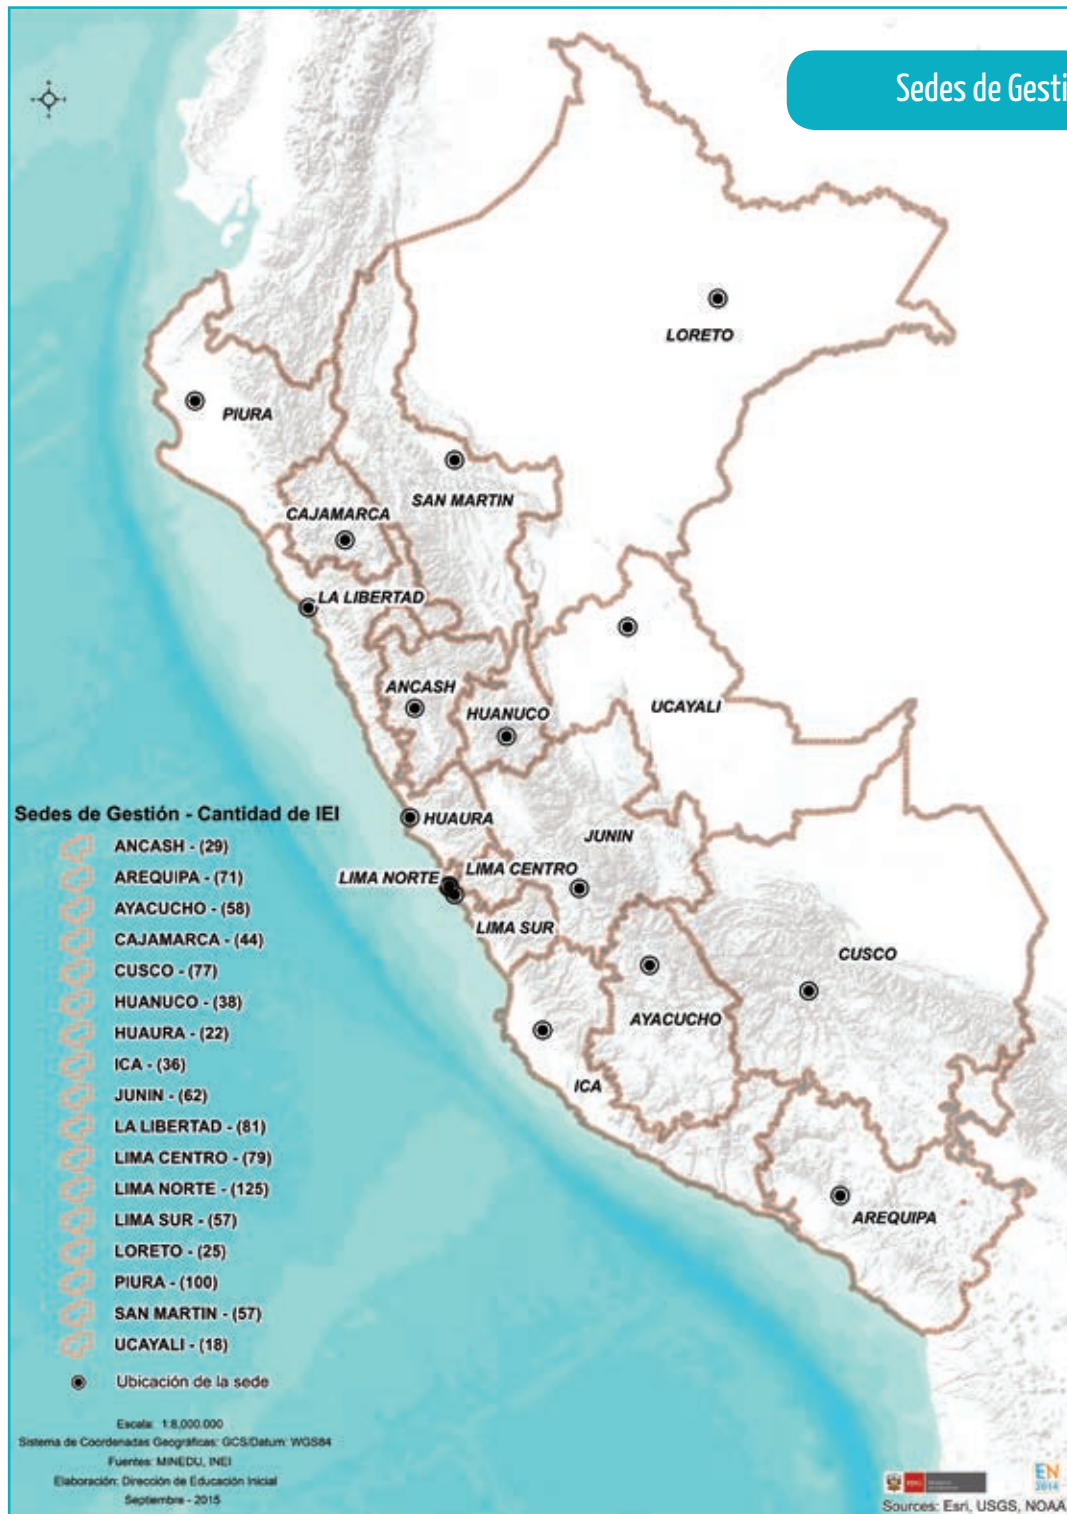 Sedes de Gesti
LORETO
PIURA
SAN MARTIN
CAJAMARCA
LA LIBERTAD
ANCASH
HUANUCO
UCAYALI
HUAURA
JUNIN
LIMA CENTRO
LIMA NORTE
LIMA SUR
CUSCO
AYACUCHO
ICA
AREQUIPA
Sedes de Gestión - Cantidad de IEI
ANCASH - (29)
AREQUIPA - (71)
AYACUCHO - (58)
CAJAMARCA - (44)
CUSCO - (77)
HUANUCO - (38)
HUAURA - (22)
ICA - (36)
JUNIN - (62)
LA LIBERTAD - (81)
LIMA CENTRO - (79)
LIMA NORTE - (125)
LIMA SUR - (57)
LORETO - (25)
PIURA - (100)
SAN MARTIN - (57)
UCAYALI - (18)
Ubicación de la sede
Escala: 1:8,000.000
Sistema de Coordenadas Geográficas: GCS/Datum: WGS84
Fuentes: MINEDU, INEI
Elaboración: Dirección de Educación Inicial
Septiembre - 2015
EN
2014
Sources: Esri, USGS, NOAA